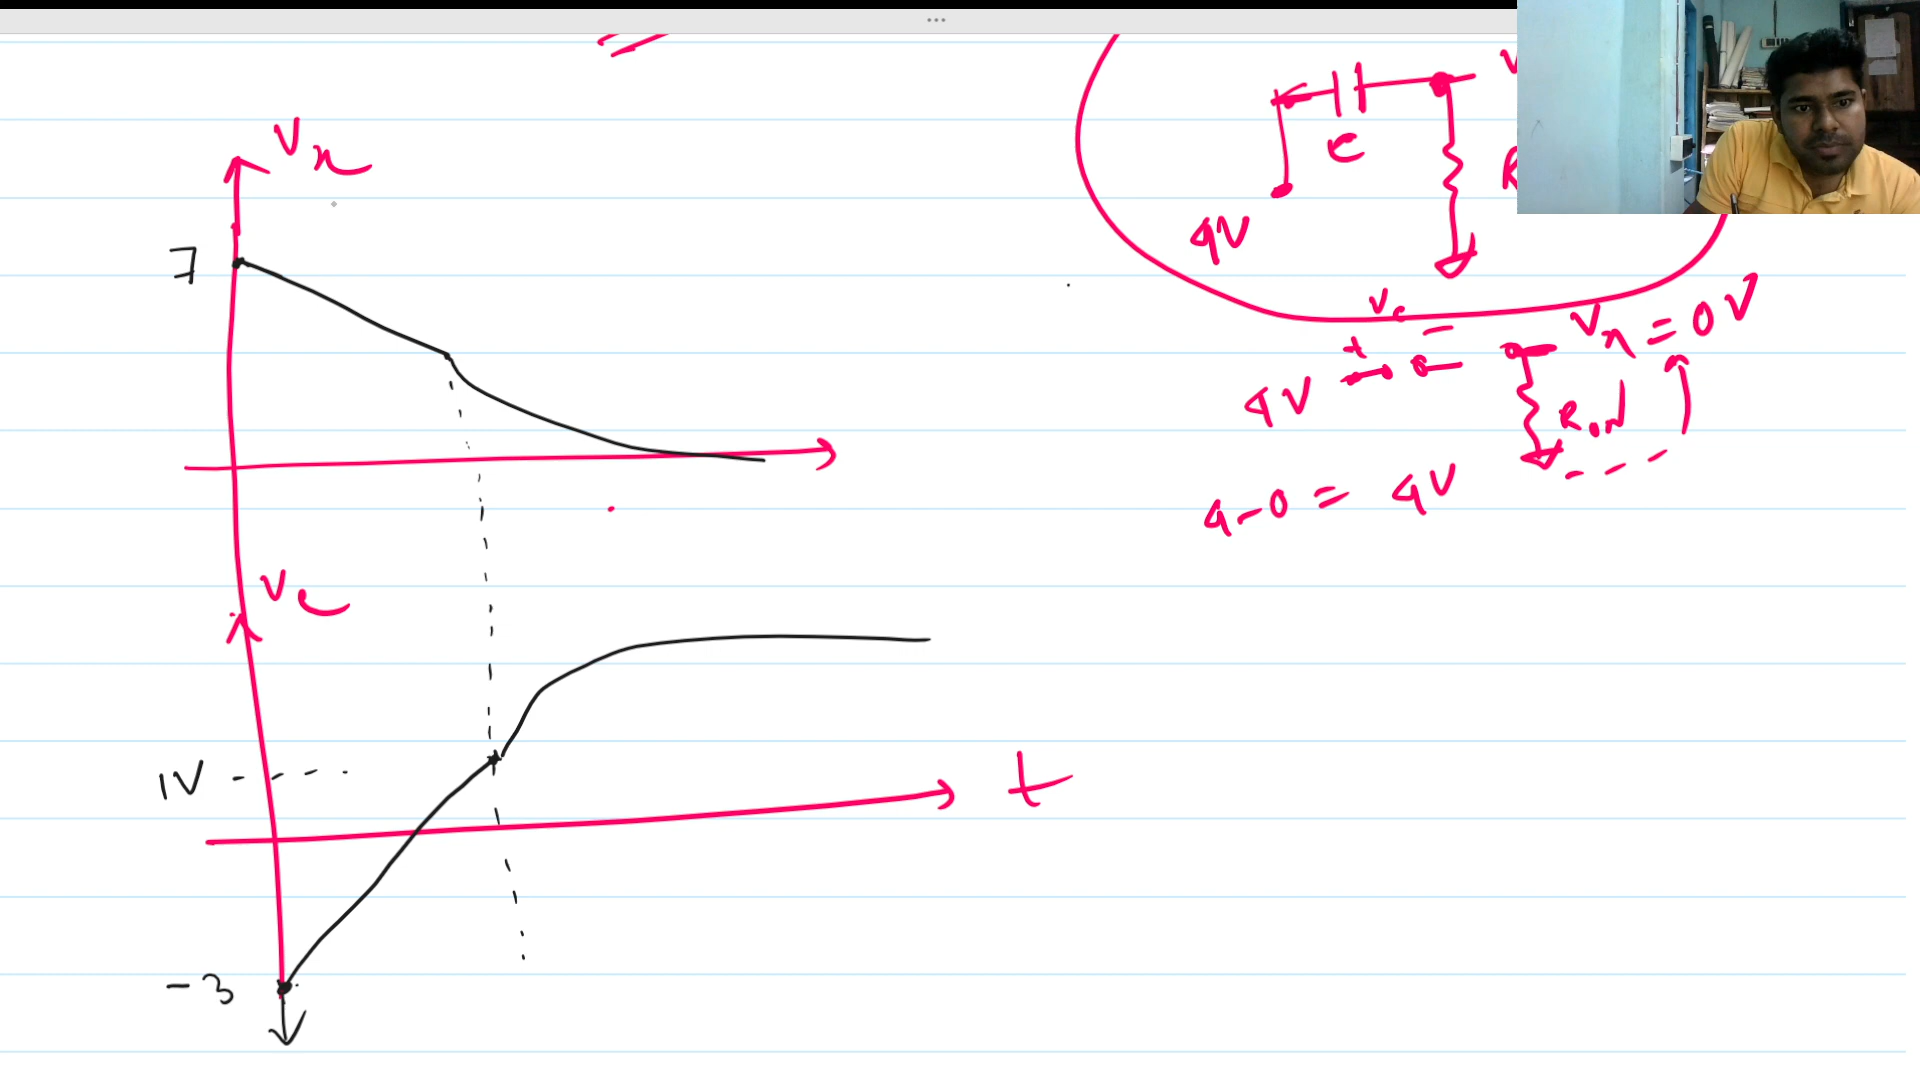 Vx
7
Vc
1V
-3
t
C
4V
Vc
+ -
4V
Vx = 0V
RON
4-0 = 4V